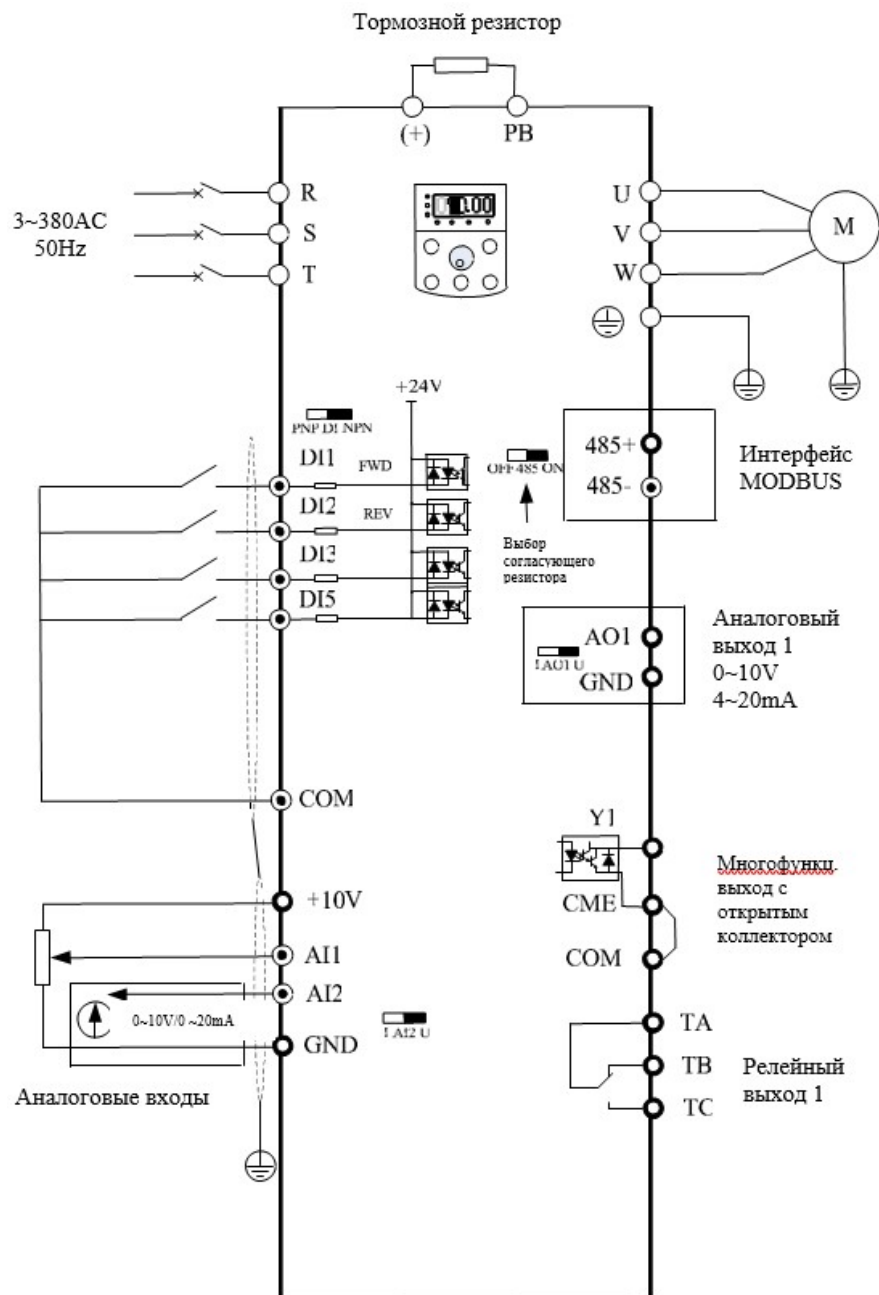 Тормозной резистор
(+)
PB
R
S
T
3~380AC
50Hz
10.00
U
V
W
M
+24V
PNP DI NPN
DI1
FWD
DI2
REV
DI3
DI5
OFF 485 ON
Выбор
согласующего
резистора
485+
485-
Интерфейс
MODBUS
AO1
GND
I AO1 U
Аналоговый
выход 1
0~10V
4~20mA
COM
Y1
CME
COM
Многофункц.
выход с
открытым
коллектором
+10V
AI1
AI2
0~10V/0 ~20mA
GND
I AI2 U
Аналоговые входы
TA
TB
TC
Релейный
выход 1